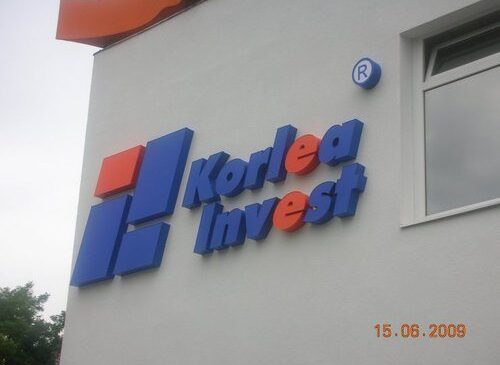 ®
Korlea
Invest
15.06.2009